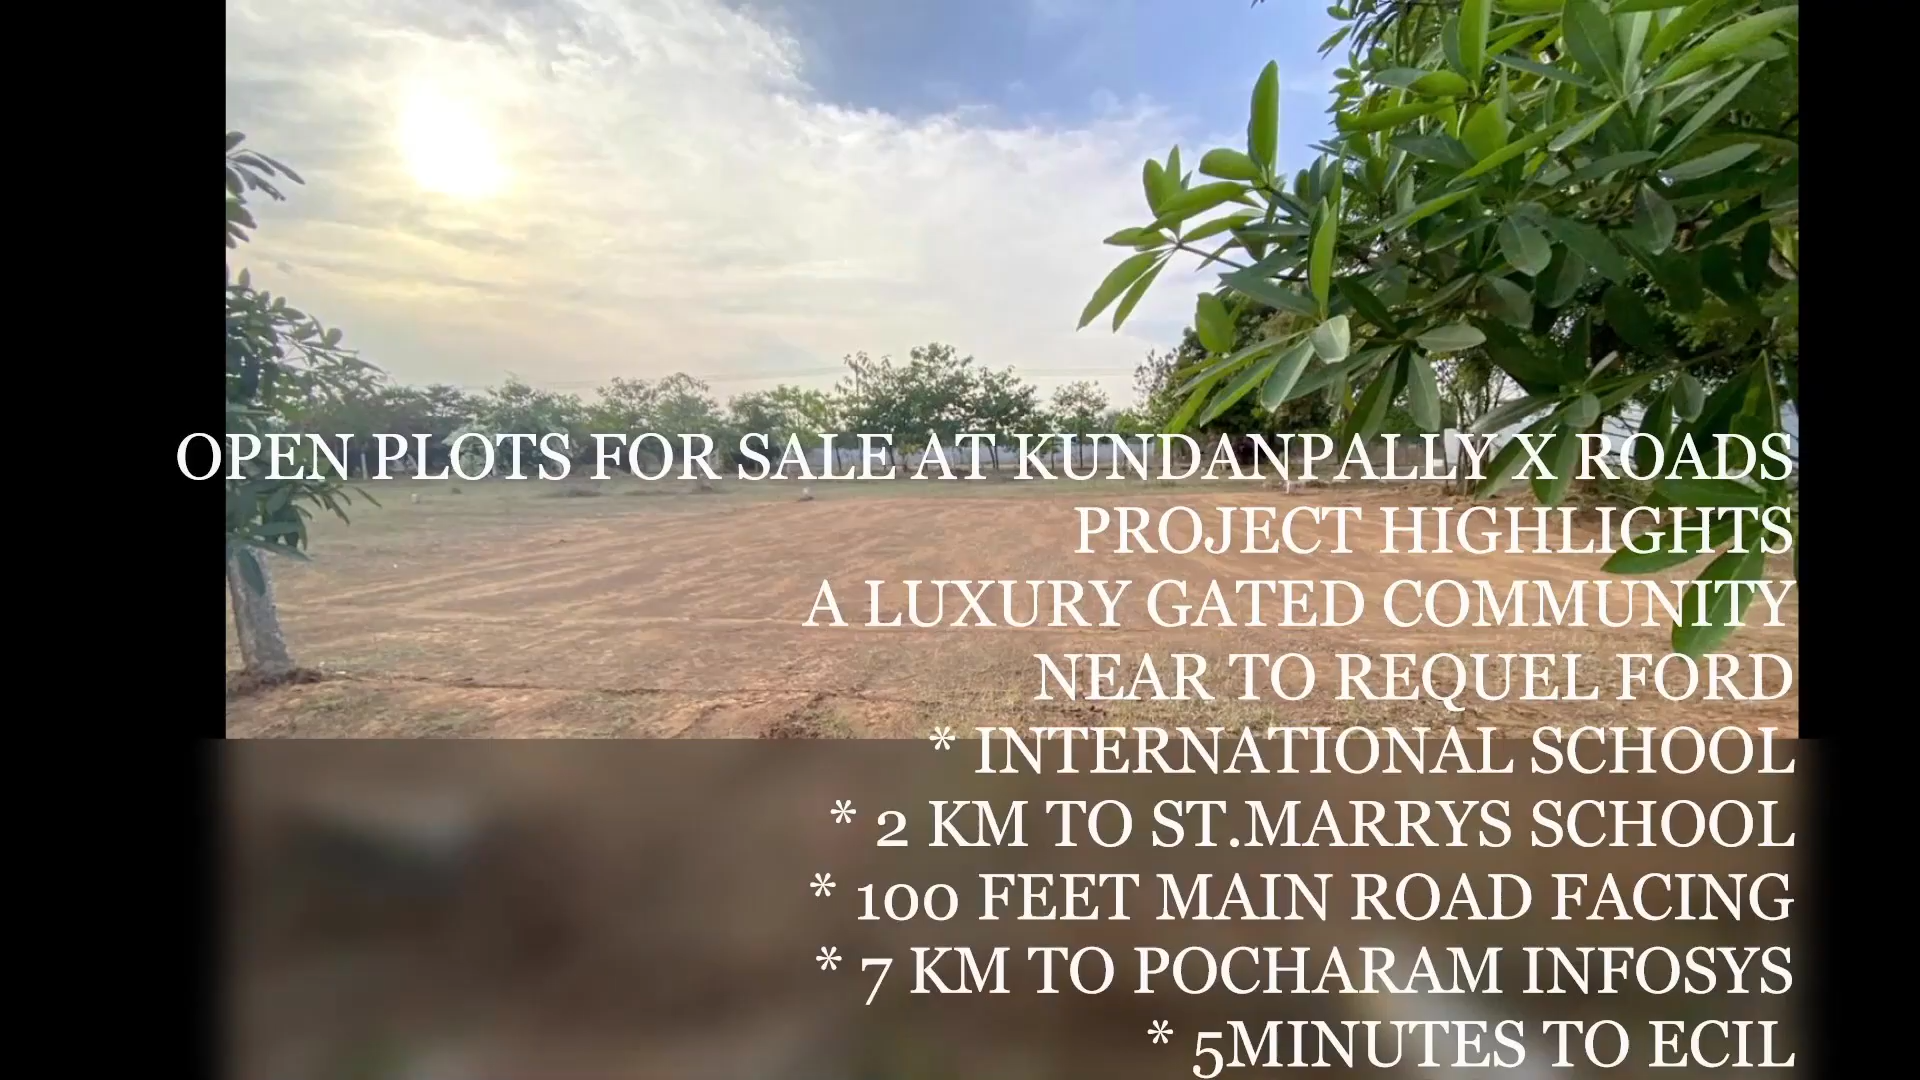 OPEN PLOTS FOR SALE AT KUNDANPALLY X ROADS
PROJECT HIGHLIGHTS
A LUXURY GATED COMMUNITY
NEAR TO REQUEL FORD
* INTERNATIONAL SCHOOL
* 2 KM TO ST.MARRYS SCHOOL
* 100 FEET MAIN ROAD FACING
* 7 KM TO POCHARAM INFOSYS
* 5MINUTES TO ECIL